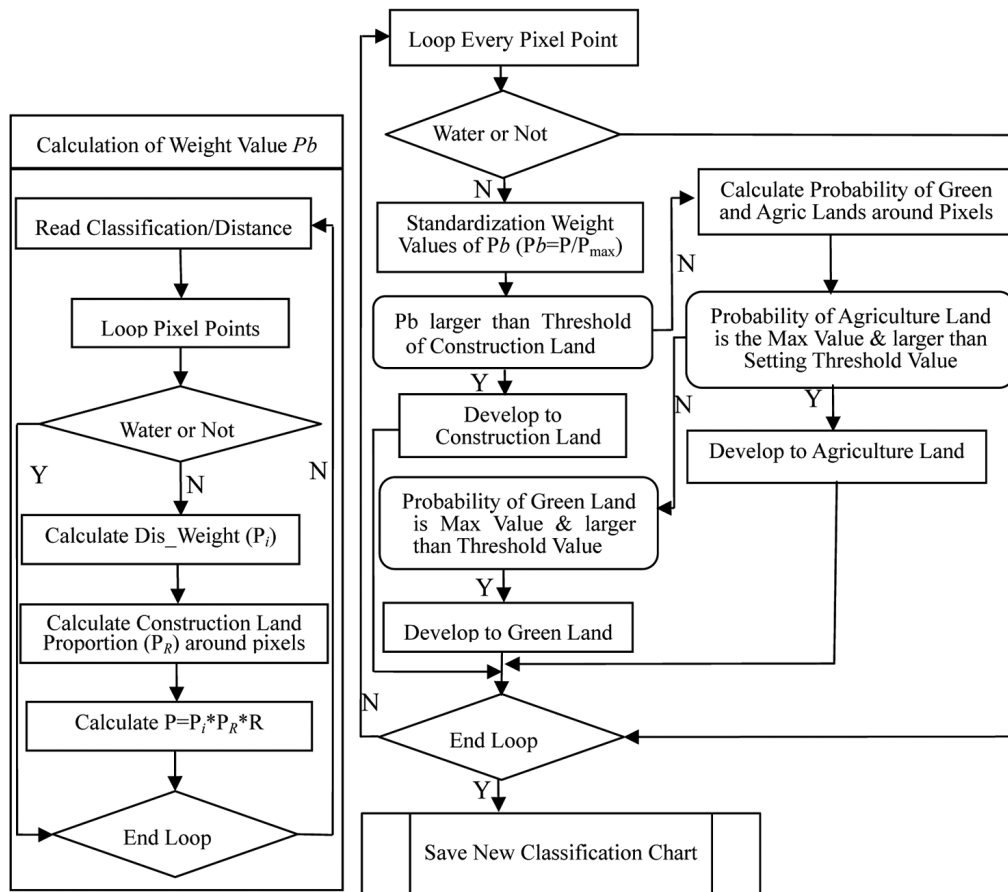 Calculation of Weight Value Pb
Read Classification/Distance
Loop Pixel Points
Water or Not
Y
N
N
Calculate Dis_Weight (Pi)
Calculate Construction Land
Proportion (PR) around pixels
Calculate P=Pi*PR*R
End Loop
Loop Every Pixel Point
Water or Not
N
Standardization Weight
Values of Pb (Pb=P/Pmax)
N
Pb larger than Threshold
of Construction Land
Y
Develop to
Construction Land
Calculate Probability of Green
and Agric Lands around Pixels
Probability of Agriculture Land
is the Max Value & larger than
Setting Threshold Value
N
Y
Develop to Agriculture Land
Probability of Green Land
is Max Value & larger
than Threshold Value
Y
Develop to Green Land
N
End Loop
Y
Save New Classification Chart